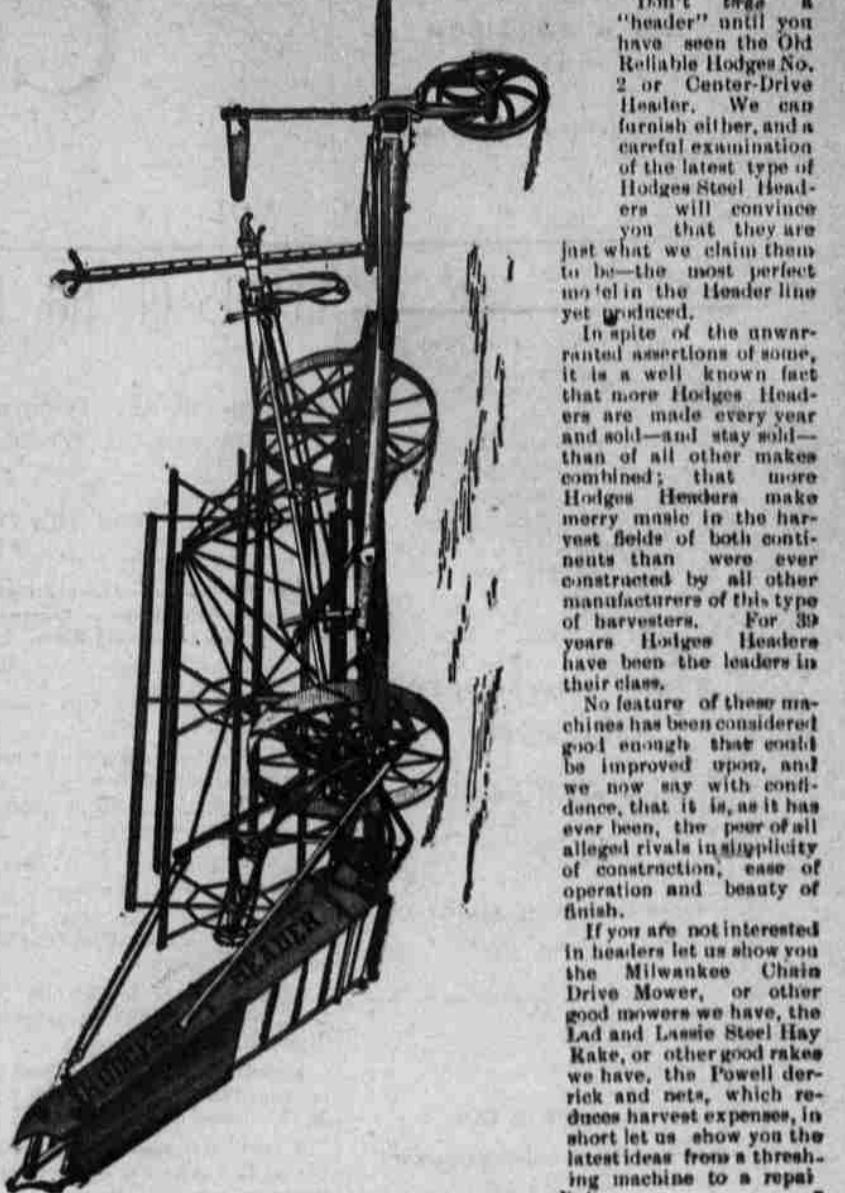 Don't a
"header" until you
have seen the Old
Reliable Hodges No.
2 or Center-Drive
Header. We can
furnish either, and a
careful examination
of the latest type of
Hodges Steel Head-
ers will convince
you that they are
just what we claim them
to be—the most perfect
model in the Header line
yet produced.
In spite of the unwar-
ranted assertions of some,
it is a well known fact
that more Hodges Head-
ers are made every year
and sold—and stay sold—
than of all other makes
combined; that more
Hodges Headers make
merry music in the har-
vest fields of both conti-
nents than were ever
constructed by all other
manufacturers of this type
of harvesters. For 39
years Hodges Headers
have been the leaders in
their class.
No feature of these ma-
chines has been considered
good enough that could
be improved upon, and
we now say with confi-
dence, that it is, as it has
ever been, the peer of all
alleged rivals in simplicity
of construction, ease of
operation and beauty of
finish.
If you are not interested
in headers let us show you
the Milwaukee Chain
Drive Mower, or other
good mowers we have, the
Lad and Lassie Steel Hay
Rake, or other good rakes
we have, the Powell der-
rick and nets, which re-
duces harvest expenses, in
short let us show you the
latest ideas from a thresh-
ing machine to a repai
HODGES HEADER